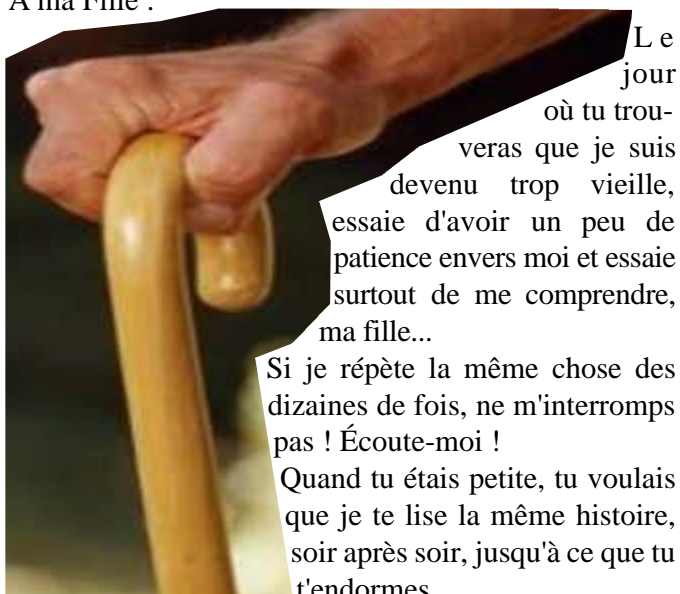 A ma Fille :
L e
jour
où tu trou-
veras que je suis
devenu trop vieille,
essaie d'avoir un peu de
patience envers moi et essaie
surtout de me comprendre,
ma fille...
Si je répète la même chose des
dizaines de fois, ne m'interromps
pas ! Écoute-moi !
Quand tu étais petite, tu voulais
que je te lise la même histoire,
soir après soir, jusqu'à ce que tu
t'endormes